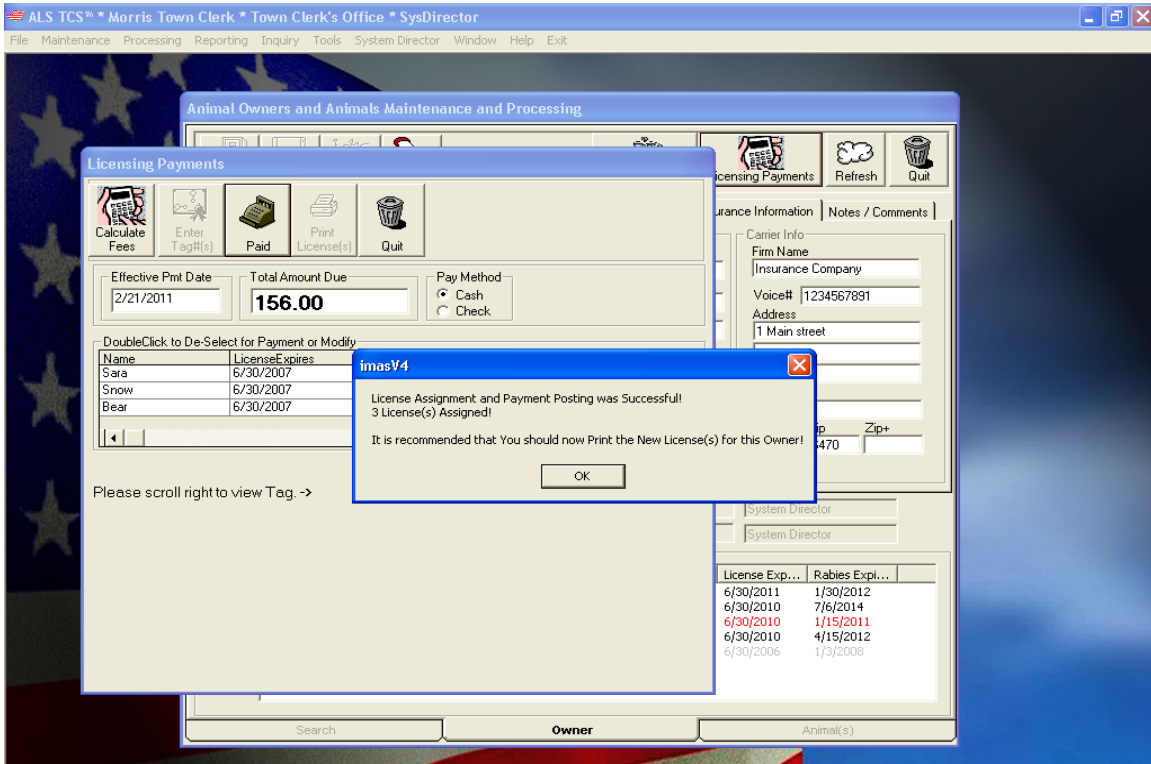 ALS TCS™ * Morris Town Clerk * Town Clerk's Office * SysDirector
File Maintenance Processing Reporting Inquiry Tools System Director Window Help Exit
Animal Owners and Animals Maintenance and Processing
Licensing Payments
icensing Payments
Refresh
Quit
Calculate Fees
Enter Tag#(s)
Paid
Print License(s)
Quit
urance Information
Notes / Comments
Effective Pmt Date
2/21/2011
Total Amount Due
156.00
Pay Method
Cash
Check
Carrier Info
Firm Name
Insurance Company
Voice# 1234567891
Address
1 Main street
ip Zip+
470
DoubleClick to De-Select for Payment or Modify
Name LicenseExpires
Sara 6/30/2007
Snow 6/30/2007
Bear 6/30/2007
Please scroll right to view Tag. ->
imasV4
License Assignment and Payment Posting was Successful!
3 License(s) Assigned!
It is recommended that You should now Print the New License(s) for this Owner!
OK
System Director
System Director
License Exp... Rabies Expi...
6/30/2011 1/30/2012
6/30/2010 7/6/2014
6/30/2010 1/15/2011
6/30/2010 4/15/2012
6/30/2006 1/3/2008
Search
Owner
Animal(s)